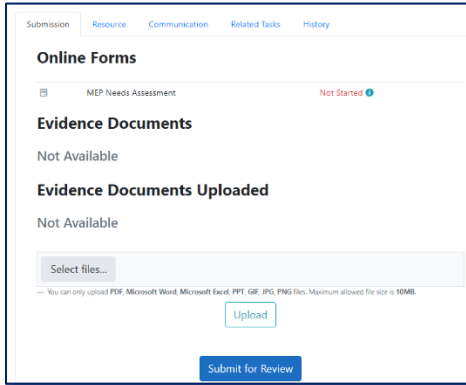 Submission Resource Communication Related Tasks History
Online Forms
MEP Needs Assessment Not Started
Evidence Documents
Not Available
Evidence Documents Uploaded
Not Available
Select files...
— You can only upload PDF, Microsoft Word, Microsoft Excel, PPT, GIF, JPG, PNG files. Maximum allowed file size is 10MB.
Upload
Submit for Review